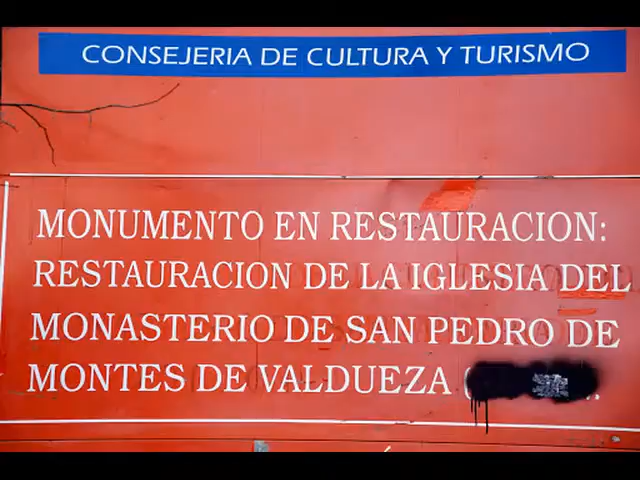 CONSEJERIA DE CULTURA Y TURISMO
MONUMENTO EN RESTAURACION:
RESTAURACION DE LA IGLESIA DEL
MONASTERIO DE SAN PEDRO DE
MONTES DE VALDUEZA (